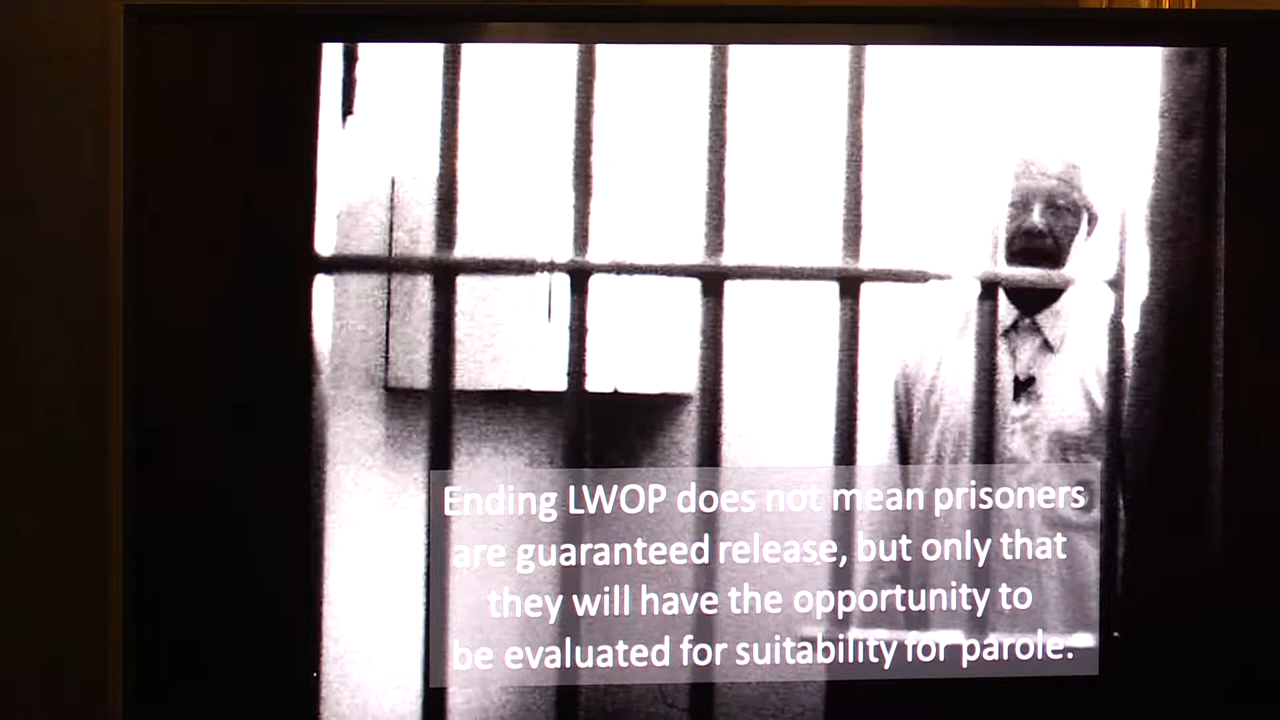 Ending LWOP does not mean prisoners
are guaranteed release, but only that
they will have the opportunity to
be evaluated for suitability for parole.